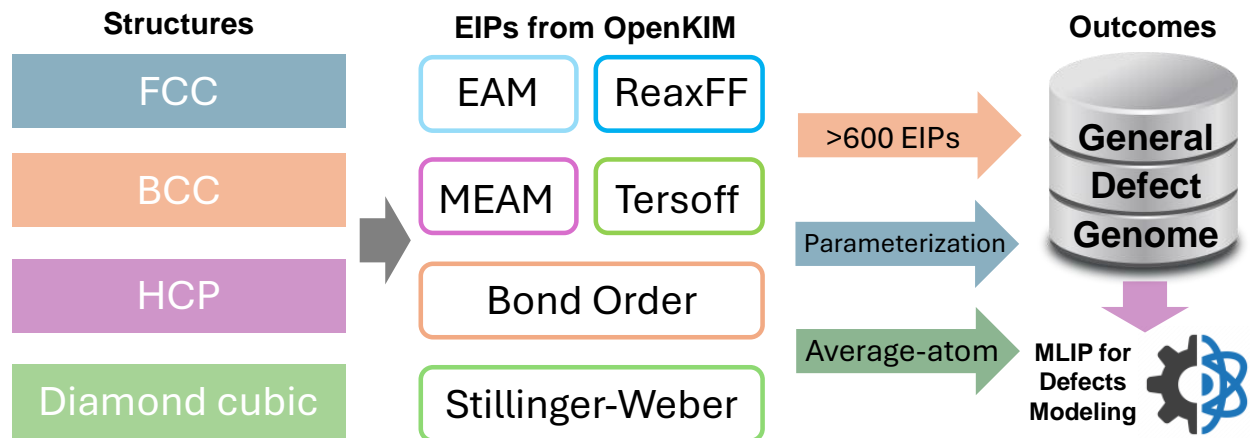 Structures
FCC
BCC
HCP
Diamond cubic
EIPs from OpenKIM
EAM
ReaxFF
MEAM
Tersoff
Bond Order
Stillinger-Weber
>600 EIPs
Parameterization
Average-atom
Outcomes
General
Defect
Genome
MLIP for
Defects
Modeling